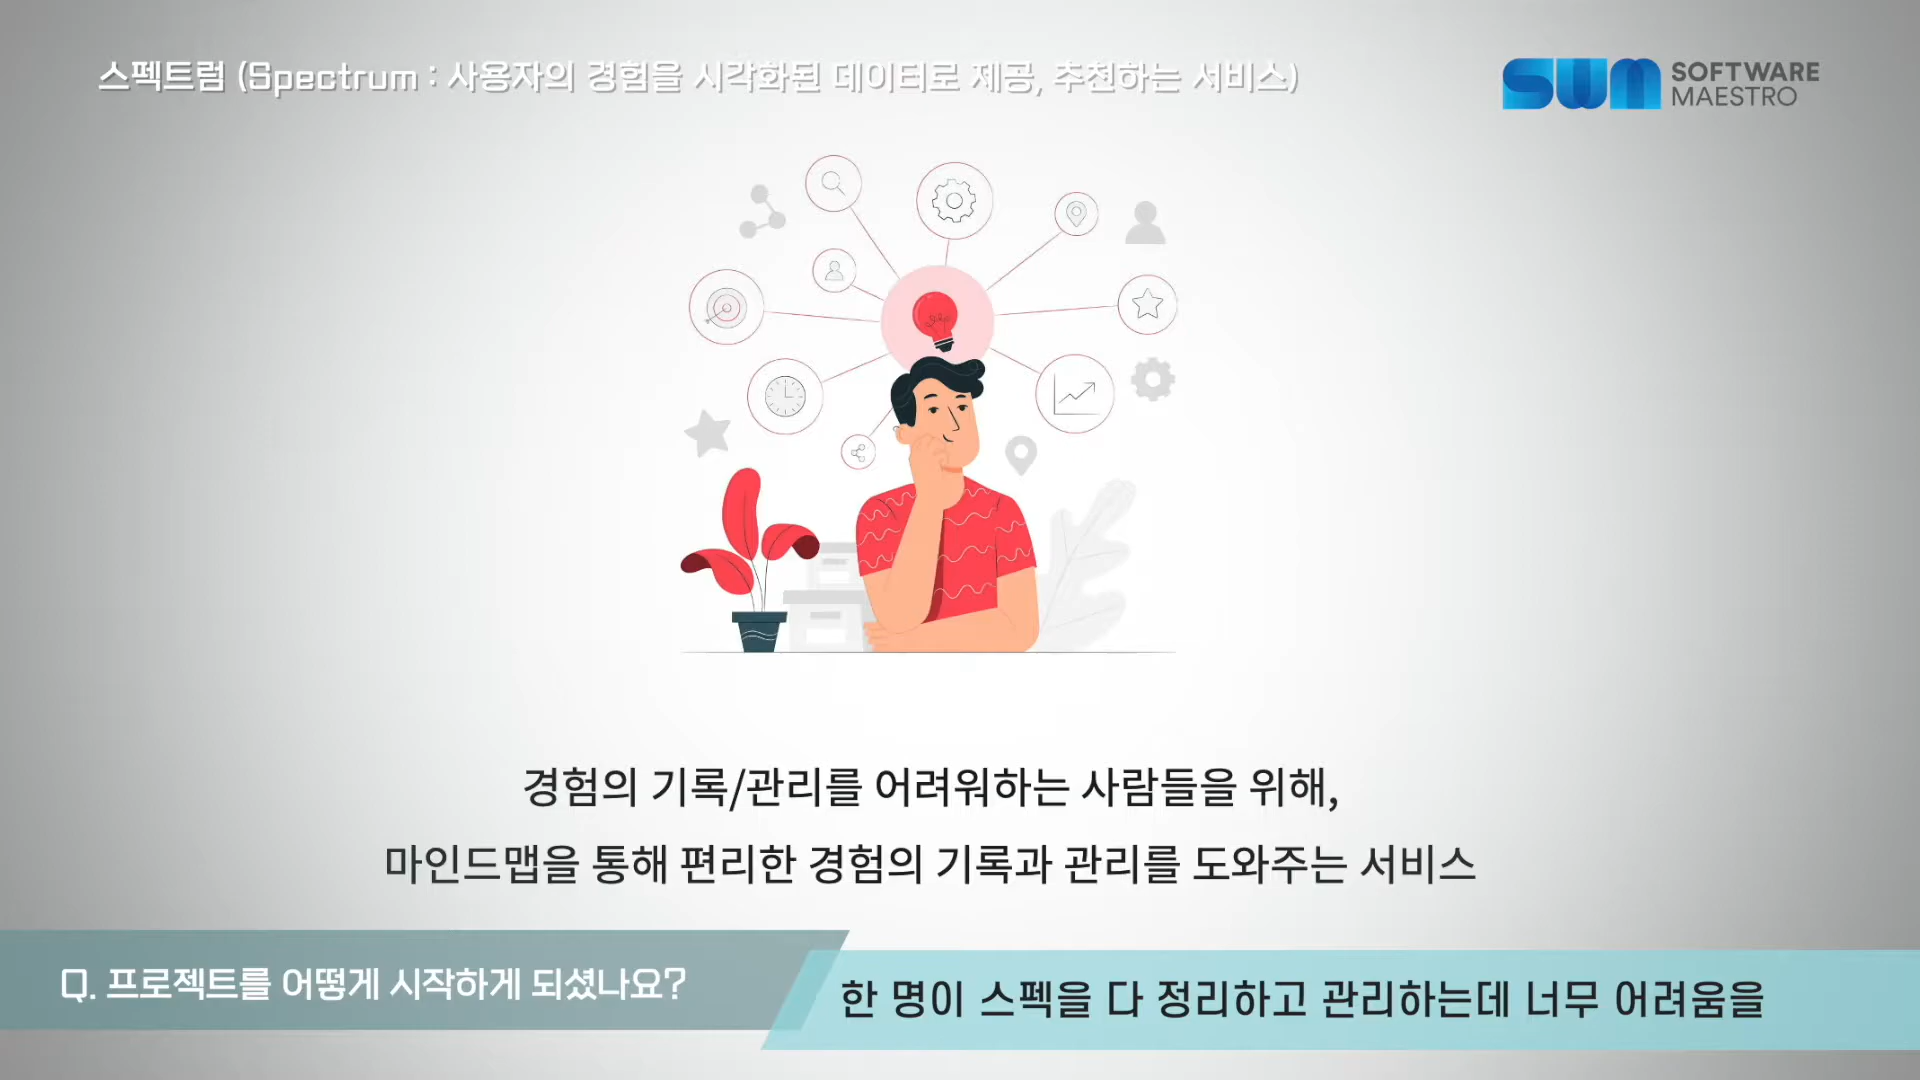 스펙트럼 (Spectrum : 사용자의 경험을 시각화된 데이터로 제공, 추천하는 서비스)
SWM SOFTWARE
MAESTRO
경험의 기록/관리를 어려워하는 사람들을 위해,
마인드맵을 통해 편리한 경험의 기록과 관리를 도와주는 서비스
Q. 프로젝트를 어떻게 시작하게 되셨나요?
한 명이 스펙을 다 정리하고 관리하는데 너무 어려움을